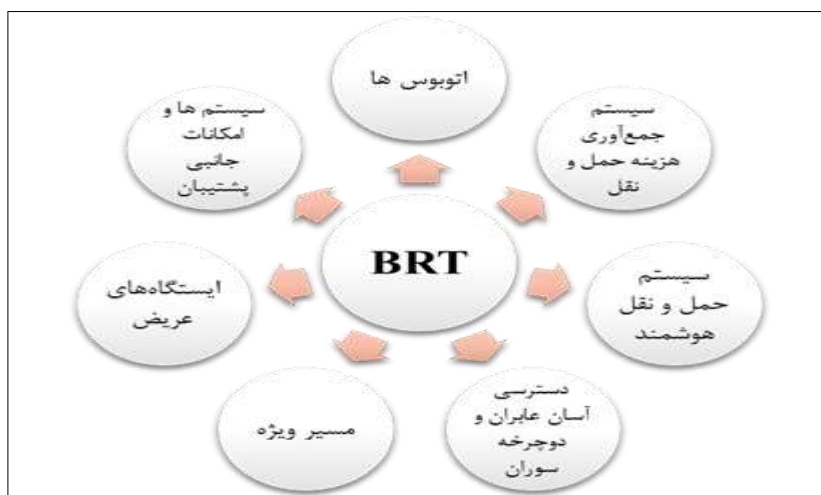 اتوبوس ها
سیستم
جمع‌آوری
هزینه حمل و
نقل
سیستم
حمل و نقل
هوشمند
دسترسی
آسان عابران و
دوچرخه
سوران
مسیر ویژه
ایستگاه‌های
عریض
سیستم ها و
امکانات
جانبی
پشتیبان
BRT